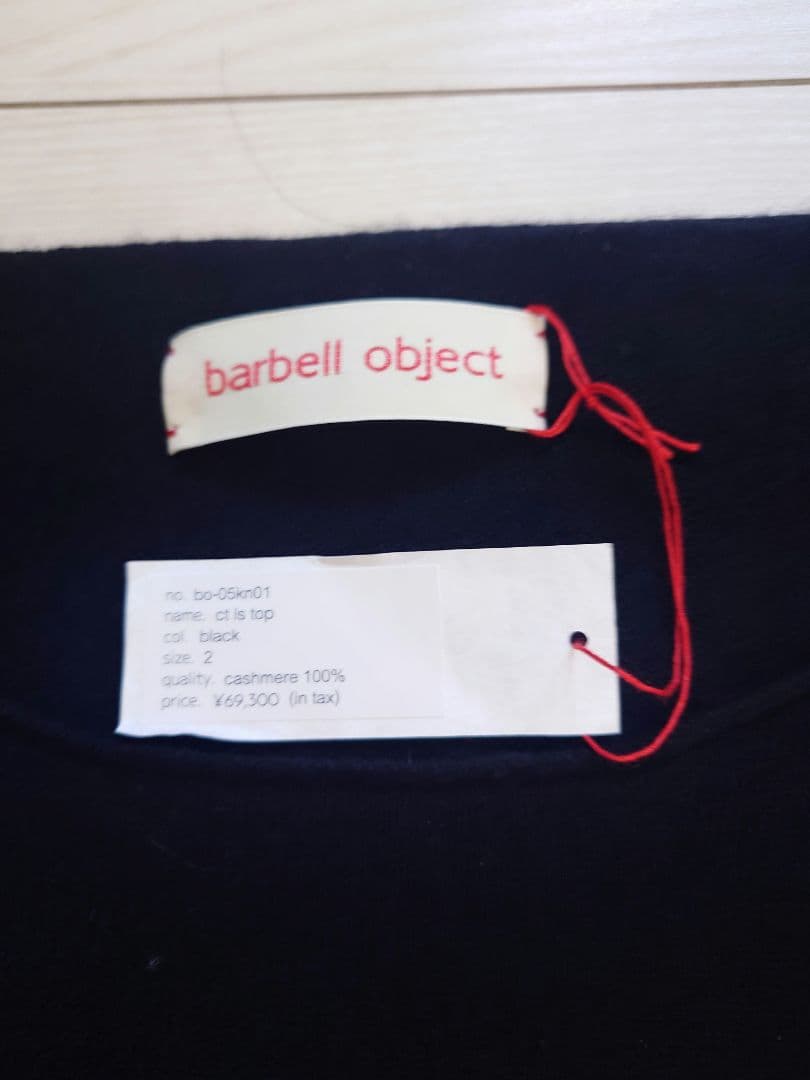 barbell object
no. bo-05kn01
name. ct ls top
col. black
size. 2
quality. cashmere 100%
price. ¥69,300 (in tax)